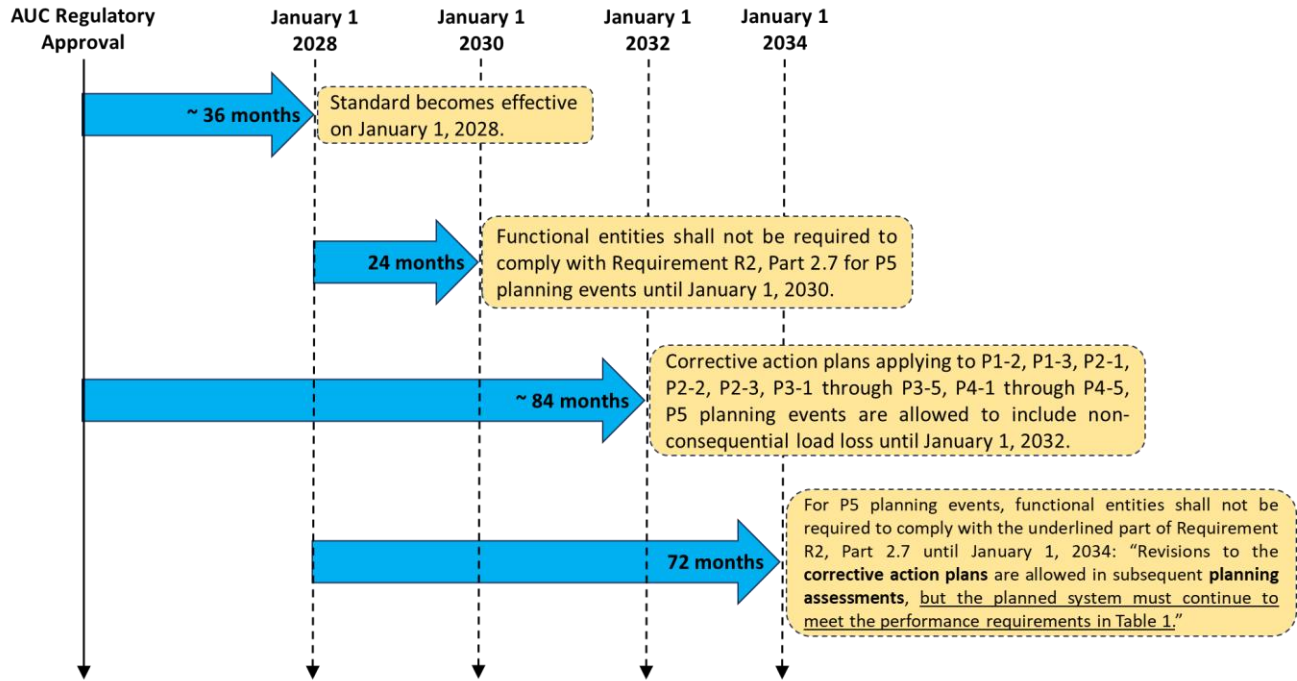 AUC Regulatory
Approval
January 1
2028
January 1
2030
January 1
2032
January 1
2034
~ 36 months
Standard becomes effective
on January 1, 2028.
24 months
Functional entities shall not be required to
comply with Requirement R2, Part 2.7 for P5
planning events until January 1, 2030.
~ 84 months
Corrective action plans applying to P1-2, P1-3, P2-1,
P2-2, P2-3, P3-1 through P3-5, P4-1 through P4-5,
P5 planning events are allowed to include non-
consequential load loss until January 1, 2032.
72 months
For P5 planning events, functional entities shall not be
required to comply with the underlined part of Requirement
R2, Part 2.7 until January 1, 2034: “Revisions to the
corrective action plans are allowed in subsequent planning
assessments, but the planned system must continue to
meet the performance requirements in Table 1.”